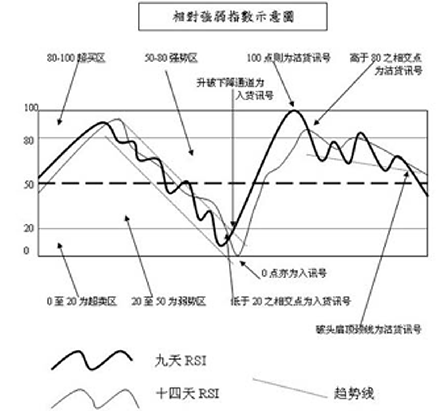 相對強弱指數示意圖
80-100 超买区
50-80 强势区
100 点则为沽货讯号
高于 80 之相交点
为沽货讯号
升破下降通道为
入货讯号
100
80
50
20
0
0 点亦为入讯号
0 至 20 为超卖区
20 至 50 为弱势区
低于 20 之相交点为入货讯号
破头肩顶颈线为沽货讯号
九天 RSI
十四天 RSI
趋势线